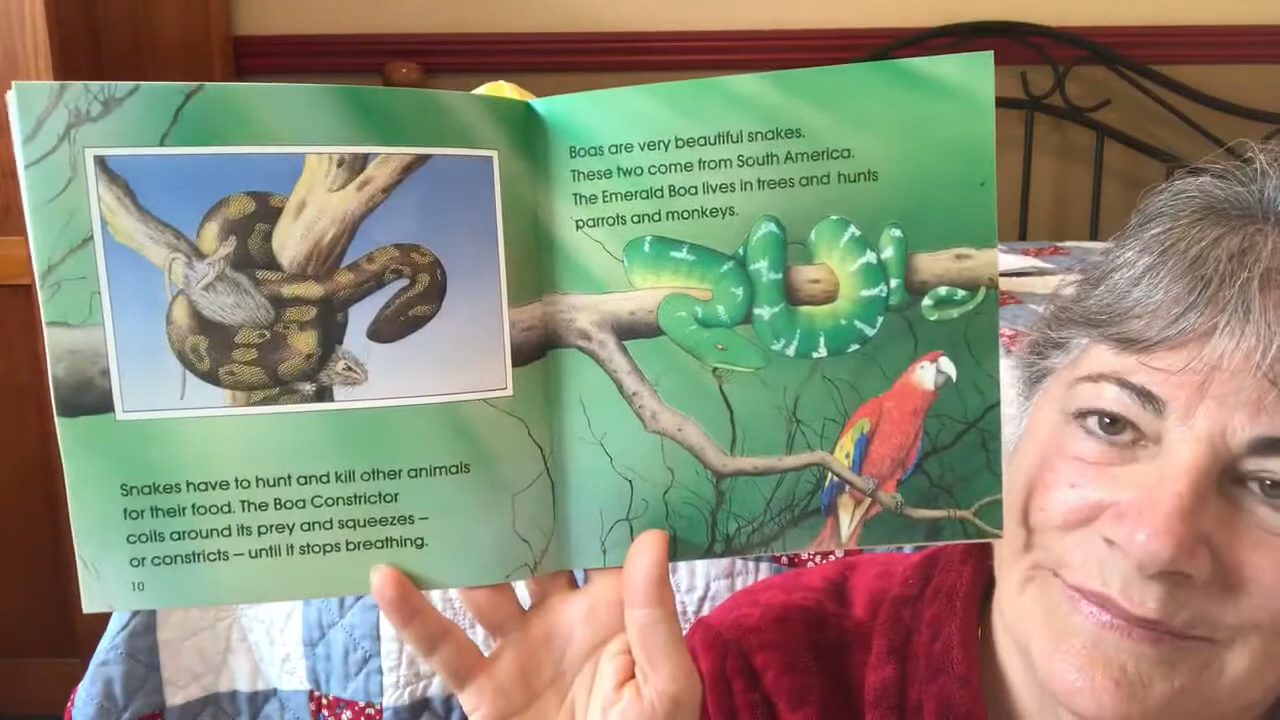 Snakes have to hunt and kill other animals
for their food. The Boa Constrictor
coils around its prey and squeezes –
or constricts – until it stops breathing.
10
Boas are very beautiful snakes.
These two come from South America.
The Emerald Boa lives in trees and hunts
parrots and monkeys.